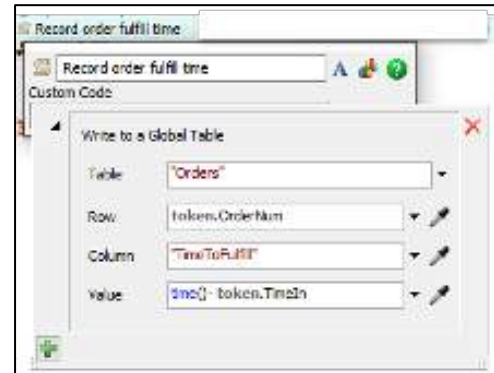 Record order fulfill time
Record order fulfill time
A
Custom Code
Write to a Global Table
Table "Orders"
Row token.OrderNum
Column "TimeToFulfill"
Value time()- token.TimeIn